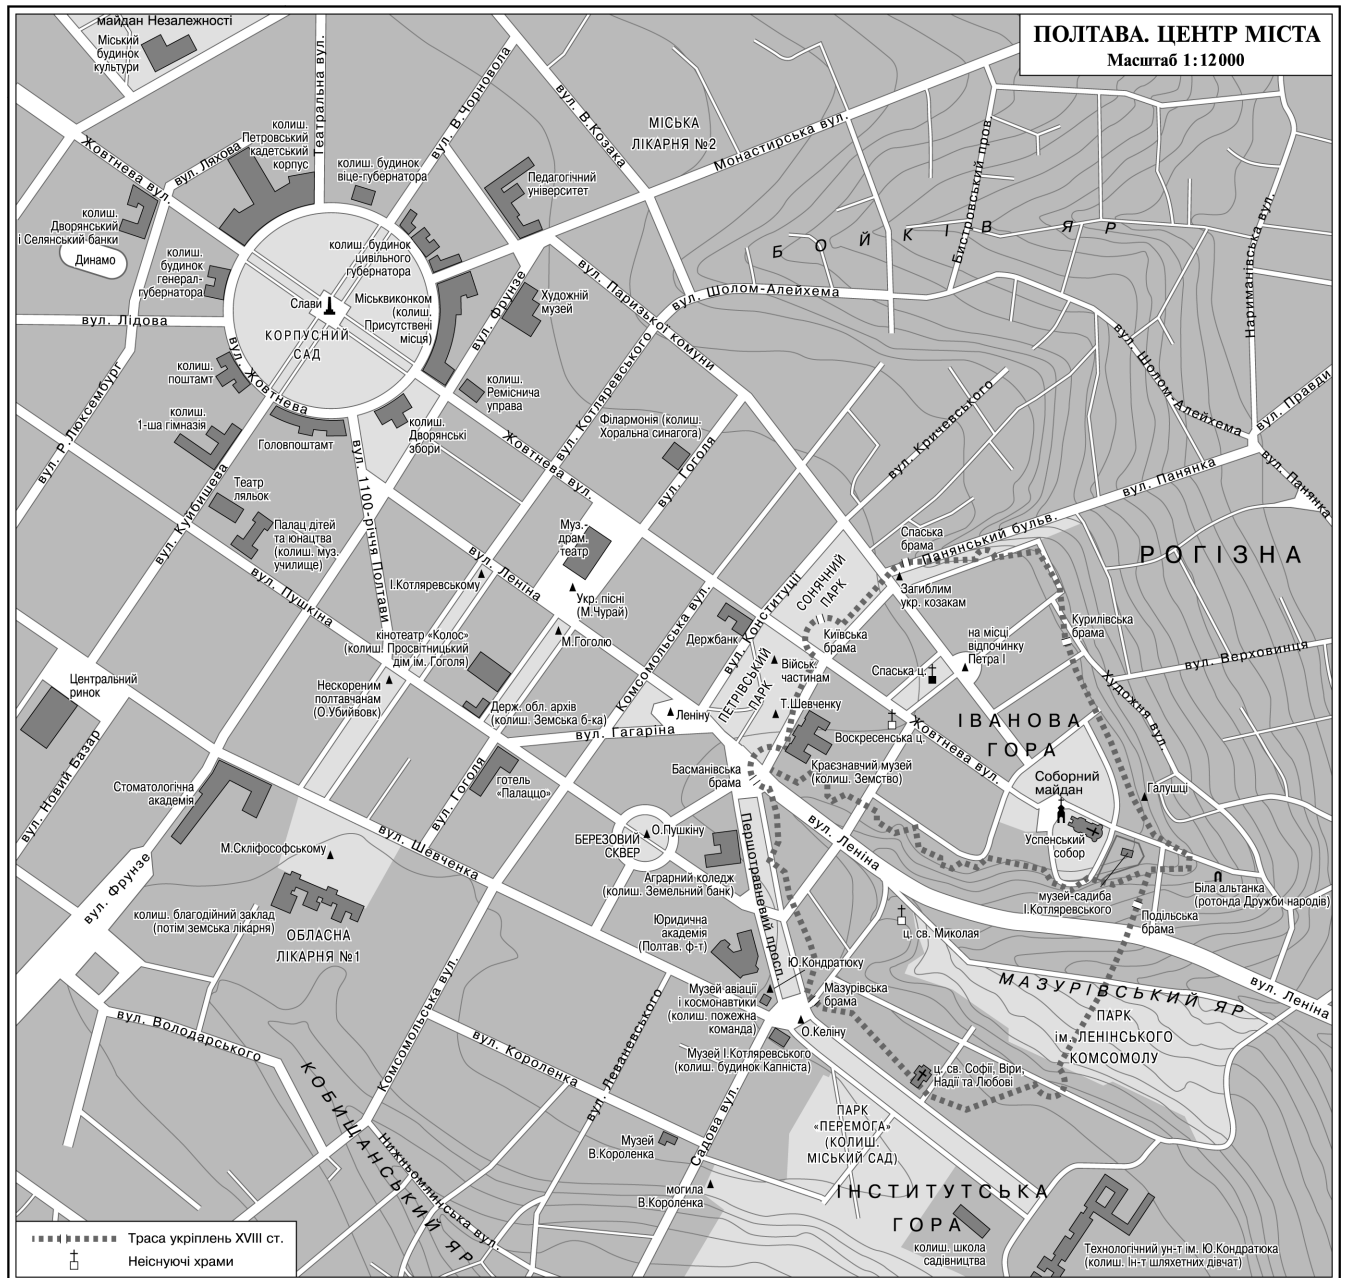 ПОЛТАВА. ЦЕНТР МІСТА
Масштаб 1:12000
майдан Незалежності
Міський
будинок
культури
Театральна вул.
вул. В.Чорновола
вул. В.Козака
МІСЬКА
ЛІКАРНЯ №2
Монастирська вул.
Бистровський пров
Наримaнівська вул.
Жовтнева вул.
вул. Ляхова
колиш.
Петровський
кадетський
корпус
колиш. будинок
віце-губернатора
Педагогічний
університет
колиш.
Дворянський
і Селянський банки
Динамо
колиш.
будинок
генерал-
губернатора
колиш. будинок
цивільного
губернатора
БОЙКІВ ЯР
Слави
Міськвиконком
(колиш.
Присутствені
місця)
КОРПУСНИЙ
САД
вул. Фрунзе
Художній
музей
вул. Паризької комуни
вул. Шолом-Алейхема
вул. Шолом-Алейхема
вул. Лідова
вул. Жовтнева
колиш.
поштамт
колиш.
1-ша гімназія
Головпоштамт
колиш.
Дворянські
збори
колиш.
Реміснича
управа
вул. Котляревського
Філармонія (колиш.
Хоральна синагога)
вул. Гоголя
вул. Кричевського
вул. Правди
вул. Панянка
вул. Панянка
вул. Р.Люксембург
вул. Куйбишева
Театр
ляльок
Палац дітей
та юнацтва
(колиш. муз.
училище)
вул. 1100-річчя Полтави
Жовтнева вул.
Муз.-
драм.
театр
Спаська
брама
Панянський бульв.
РОГІЗНА
вул. Леніна
І.Котляревському
Укр. пісні
(М.Чурай)
СОНЯЧНИЙ
ПАРК
Загиблим
укр. козакам
вул. Пушкіна
М.Гоголю
Комсомольська вул.
Держбанк
вул. Конституції
Київська
брама
на місці
відпочинку
Петра І
Курилівська
брама
вул. Верховинця
кінотеатр «Колос»
(колиш. Просвітницький
дім ім. Гоголя)
ПЕТРІВСЬКИЙ
ПАРК
Військ.
частинам
Спаська ц.
Центральний
ринок
Нескореним
полтавчанам
(О.Убийвовк)
Держ. обл. архів
(колиш. Земська б-ка)
Леніну
Т.Шевченку
Художня вул.
вул. Гагаріна
Воскресенська ц.
ІВАНОВА
ГОРА
Жовтнева вул.
вул. Новий Базар
Стоматологічна
академія
вул. Гоголя
готель
«Палаццо»
Басманівська
брама
Краєзнавчий музей
(колиш. Земство)
Соборний
майдан
Галушці
БЕРЕЗОВИЙ
СКВЕР
О.Пушкіну
вул. Леніна
Успенський
собор
М.Скліфософському
вул. Шевченка
Першотравневий просп.
Аграрний коледж
(колиш. Земельний банк)
музей-садиба
І.Котляревського
Біла альтанка
(ротонда Дружби народів)
Подільська
брама
вул. Фрунзе
колиш. благодійний заклад
(потім земська лікарня)
ОБЛАСНА
ЛІКАРНЯ №1
Юридична
академія
(Полтав. ф-т)
ц. св. Миколая
Ю.Кондратюку
Музей авіації
і космонавтики
(колиш. пожежна
команда)
Мазурівська
брама
МАЗУРІВСЬКИЙ ЯР
вул. Леніна
ПАРК
ім. ЛЕНІНСЬКОГО
КОМСОМОЛУ
вул. Володарського
Комсомольська вул.
вул. Короленка
вул. Леваневського
О.Келіну
Музей І.Котляревського
(колиш. будинок Капніста)
ц. св. Софії, Віри,
Надії та Любові
КОБИЩАНСЬКИЙ ЯР
Нижньомлинська вул.
Музей
В.Короленка
Садова вул.
ПАРК
«ПЕРЕМОГА»
(КОЛИШ.
МІСЬКИЙ САД)
могила
В.Короленка
ІНСТИТУТСЬКА
ГОРА
колиш. школа
садівництва
Технологічний ун-т ім. Ю.Кондратюка
(колиш. Ін-т шляхетних дівчат)
Траса укріплень XVIII ст.
Неіснуючі храми